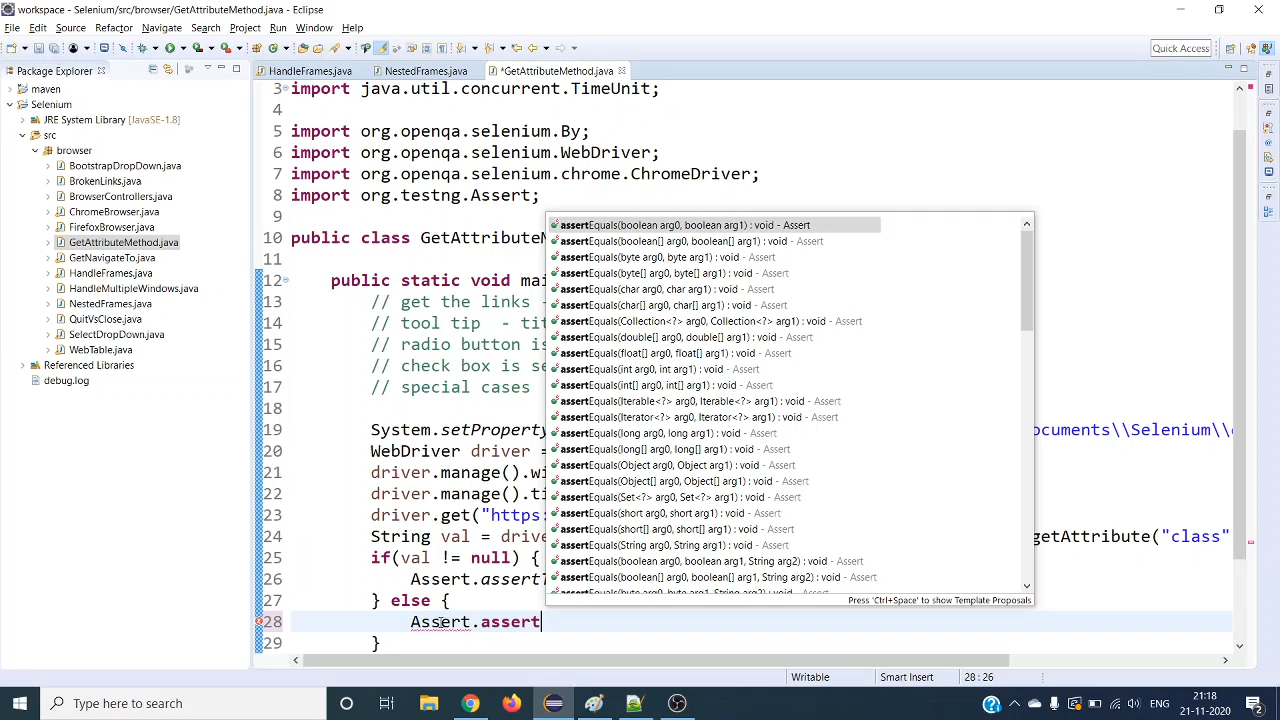 workspace - Selenium/src/browser/GetAttributeMethod.java - Eclipse
File Edit Source Refactor Navigate Search Project Run Window Help
Quick Access
Package Explorer
HandleFrames.java
NestedFrames.java
*GetAttributeMethod.java
maven
Selenium
JRE System Library [JavaSE-1.8]
src
browser
BootstrapDropDown.java
BrokenLinks.java
BrowserControllers.java
ChromeBrowser.java
FirefoxBrowser.java
GetAttributeMethod.java
GetNavigateTo.java
HandleFrames.java
HandleMultipleWindows.java
NestedFrames.java
QuitVsClose.java
SelectDropDown.java
WebTable.java
Referenced Libraries
debug.log
3 import java.util.concurrent.TimeUnit;
4
5 import org.openqa.selenium.By;
6 import org.openqa.selenium.WebDriver;
7 import org.openqa.selenium.chrome.ChromeDriver;
8 import org.testng.Assert;
9
10 public class GetAttributeM
11
12 public static void mai
13 // get the links -
14 // tool tip - tit
15 // radio button is
16 // check box is se
17 // special cases
18
19 System.setProperty ocuments\\Selenium\\
20 WebDriver driver =
21 driver.manage().wi
22 driver.manage().ti
23 driver.get("https:
24 String val = drive getAttribute("class"
25 if(val != null) {
26 Assert.assertT
27 } else {
28 Assert.assert
29 }
assertEquals(boolean arg0, boolean arg1) : void - Assert
assertEquals(boolean[] arg0, boolean[] arg1) : void - Assert
assertEquals(byte arg0, byte arg1) : void - Assert
assertEquals(byte[] arg0, byte[] arg1) : void - Assert
assertEquals(char arg0, char arg1) : void - Assert
assertEquals(char[] arg0, char[] arg1) : void - Assert
assertEquals(Collection<?> arg0, Collection<?> arg1) : void - Assert
assertEquals(double[] arg0, double[] arg1) : void - Assert
assertEquals(float[] arg0, float[] arg1) : void - Assert
assertEquals(int arg0, int arg1) : void - Assert
assertEquals(int[] arg0, int[] arg1) : void - Assert
assertEquals(Iterable<?> arg0, Iterable<?> arg1) : void - Assert
assertEquals(Iterator<?> arg0, Iterator<?> arg1) : void - Assert
assertEquals(long arg0, long arg1) : void - Assert
assertEquals(long[] arg0, long[] arg1) : void - Assert
assertEquals(Object arg0, Object arg1) : void - Assert
assertEquals(Object[] arg0, Object[] arg1) : void - Assert
assertEquals(Set<?> arg0, Set<?> arg1) : void - Assert
assertEquals(short arg0, short arg1) : void - Assert
assertEquals(short[] arg0, short[] arg1) : void - Assert
assertEquals(String arg0, String arg1) : void - Assert
assertEquals(boolean arg0, boolean arg1, String arg2) : void - Assert
assertEquals(boolean[] arg0, boolean[] arg1, String arg2) : void - Assert
assertEquals(byte arg0, byte arg1, String arg2) : void - Assert
Press 'Ctrl+Space' to show Template Proposals
Writable Smart Insert 28 : 26
Type here to search
ENG
21:18
21-11-2020
2